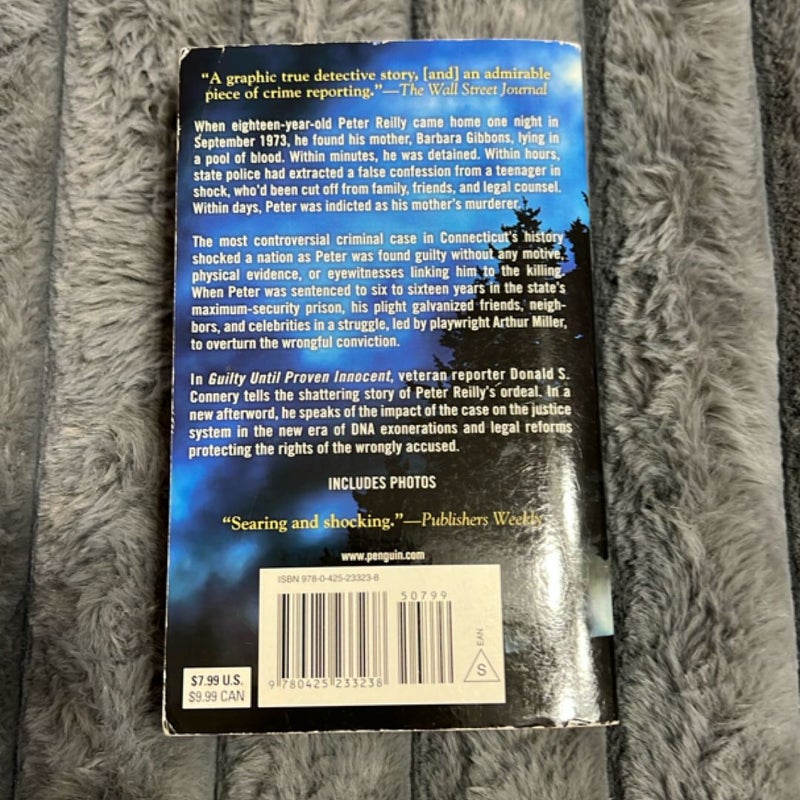 “A graphic true detective story, [and] an admirable
piece of crime reporting.”—The Wall Street Journal
When eighteen-year-old Peter Reilly came home one night in
September 1973, he found his mother, Barbara Gibbons, lying in
a pool of blood. Within minutes, he was detained. Within hours,
state police had extracted a false confession from a teenager in
shock, who'd been cut off from family, friends, and legal counsel.
Within days, Peter was indicted as his mother's murderer.
The most controversial criminal case in Connecticut's history
shocked a nation as Peter was found guilty without any motive,
physical evidence, or eyewitnesses linking him to the killing.
When Peter was sentenced to six to sixteen years in the state's
maximum-security prison, his plight galvanized friends, neigh-
bors, and celebrities in a struggle, led by playwright Arthur Miller,
to overturn the wrongful conviction.
In Guilty Until Proven Innocent, veteran reporter Donald S.
Connery tells the shattering story of Peter Reilly's ordeal. In a
new afterword, he speaks of the impact of the case on the justice
system in the new era of DNA exonerations and legal reforms
protecting the rights of the wrongly accused.
INCLUDES PHOTOS
“Searing and shocking.”—Publishers Weekly
www.penguin.com
ISBN 978-0-425-23323-8
50799
EAN
S
9 780425 233238
$7.99 U.S.
$9.99 CAN